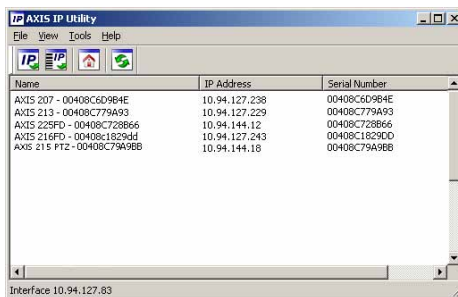 IP AXIS IP Utility
File View Tools Help
IP IP
Name IP Address Serial Number
AXIS 207 - 00408C6D9B4E 10.94.127.238 00408C6D9B4E
AXIS 213 - 00408C779A93 10.94.127.229 00408C779A93
AXIS 225FD - 00408C728B66 10.94.144.12 00408C728B66
AXIS 216FD - 00408c1829dd 10.94.127.243 00408C1829DD
AXIS 215 PTZ - 00408C79A9BB 10.94.144.18 00408C79A9BB
Interface 10.94.127.83